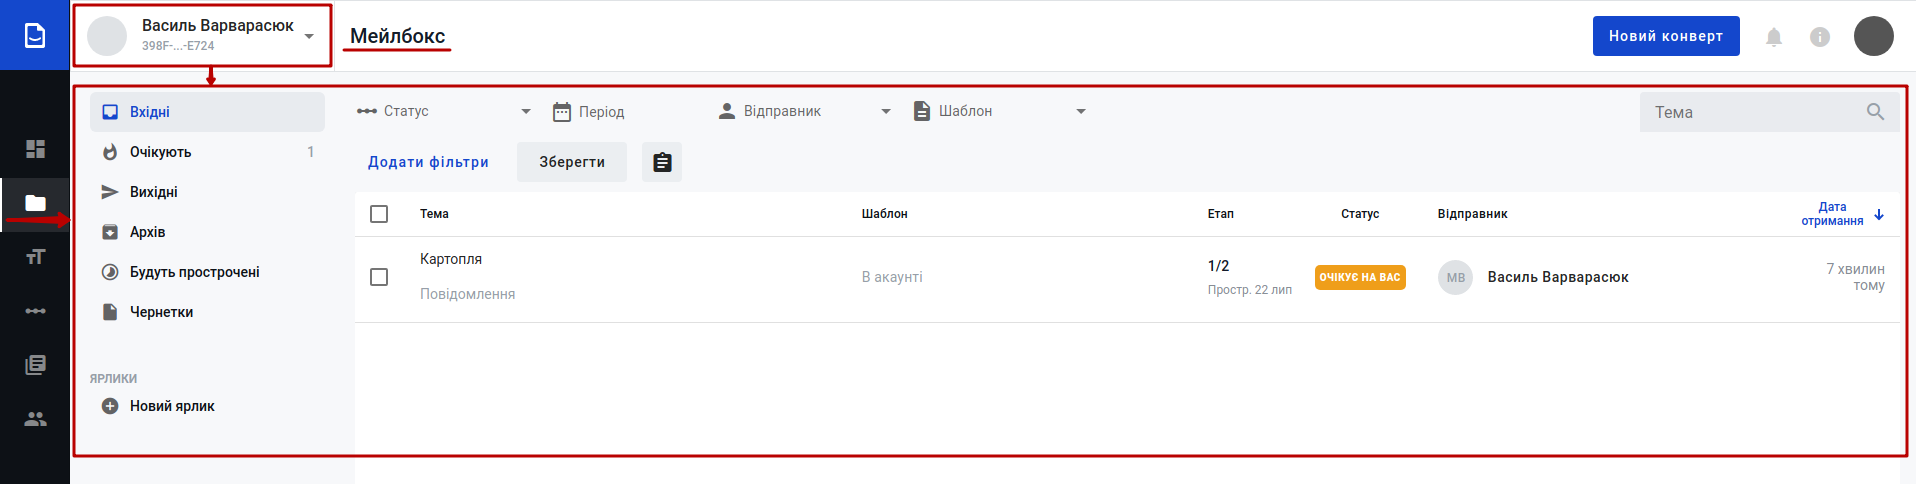 Василь Варварасюк
398F-...-E724
Мейлбокс
Новий конверт
Вхідні
Очікують 1
Вихідні
Архів
Будуть прострочені
Чернетки
ЯРЛИКИ
Новий ярлик
Статус Період Відправник Шаблон Тема
Додати фільтри Зберегти
Тема Шаблон Етап Статус Відправник Дата
отримання
Картопля
Повідомлення
В акаунті
1/2
Простр. 22 лип
ОЧІКУЄ НА ВАС
МВ
Василь Варварасюк
7 хвилин
тому